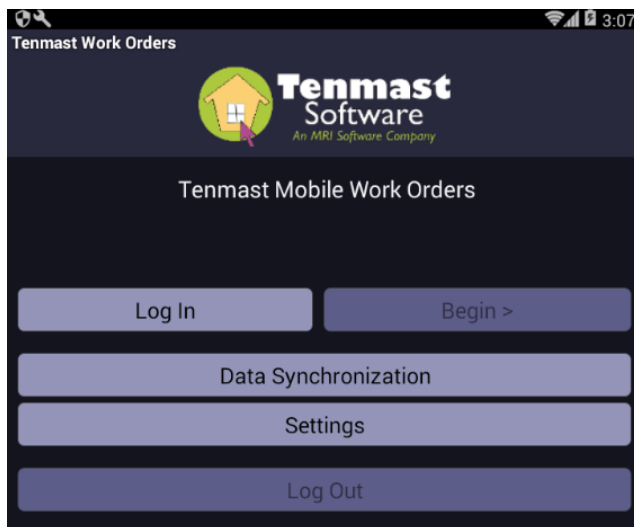 3:07
Tenmast Work Orders
Tenmast
Software
An MRI Software Company
Tenmast Mobile Work Orders
Log In
Begin >
Data Synchronization
Settings
Log Out